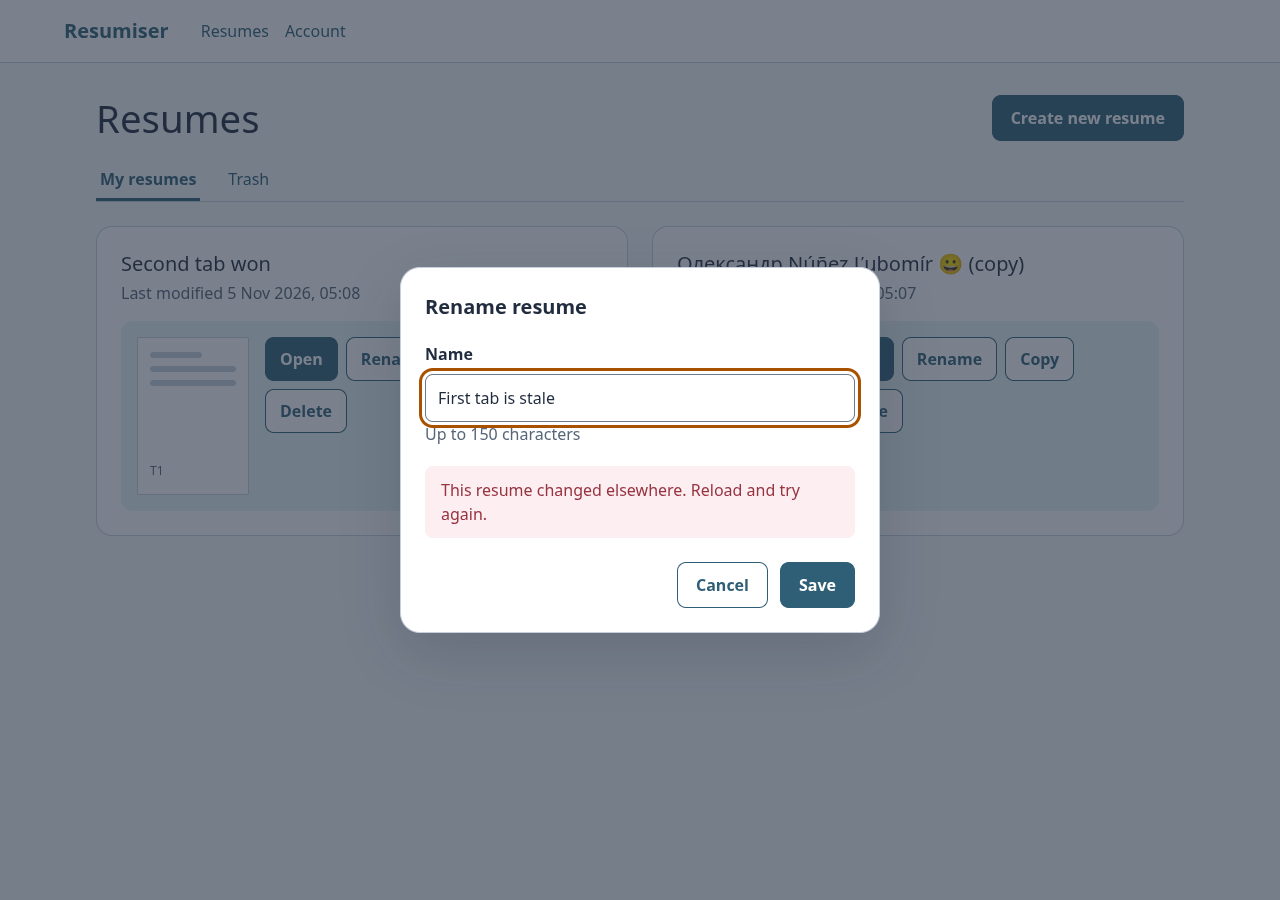 Resumiser
Resumes
Account
Resumes
Create new resume
My resumes
Trash
Second tab won
Last modified 5 Nov 2026, 05:08
Open
T1
Delete
Núñez Ľubomír 😀 (copy)
05:07
Rename
Copy
Rename resume
Name
First tab is stale
Up to 150 characters
This resume changed elsewhere. Reload and try
again.
Cancel
Save